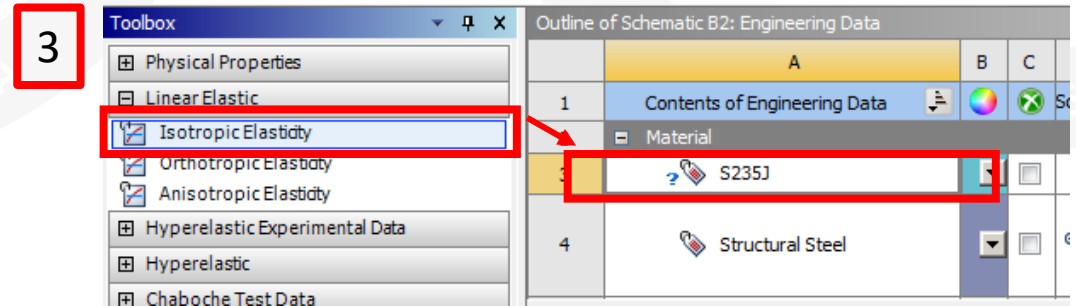 3
Toolbox
Physical Properties
Linear Elastic
Isotropic Elasticity
Orthotropic Elasticity
Anisotropic Elasticity
Hyperelastic Experimental Data
Hyperelastic
Chaboche Test Data
Outline of Schematic B2: Engineering Data
A B C
1 Contents of Engineering Data
Material
3 ? S235J
4 Structural Steel